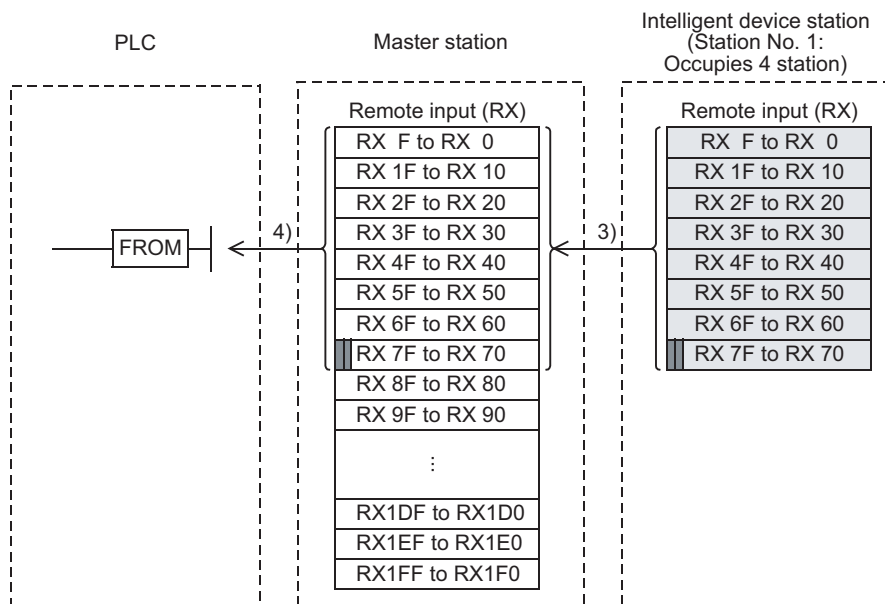 PLC
Master station
Intelligent device station
(Station No. 1:
Occupies 4 station)
Remote input (RX)
RX F to RX 0
RX 1F to RX 10
RX 2F to RX 20
RX 3F to RX 30
RX 4F to RX 40
RX 5F to RX 50
RX 6F to RX 60
RX 7F to RX 70
RX 8F to RX 80
RX 9F to RX 90
⋮
RX1DF to RX1D0
RX1EF to RX1E0
RX1FF to RX1F0
Remote input (RX)
RX F to RX 0
RX 1F to RX 10
RX 2F to RX 20
RX 3F to RX 30
RX 4F to RX 40
RX 5F to RX 50
RX 6F to RX 60
RX 7F to RX 70
FROM
4)
3)